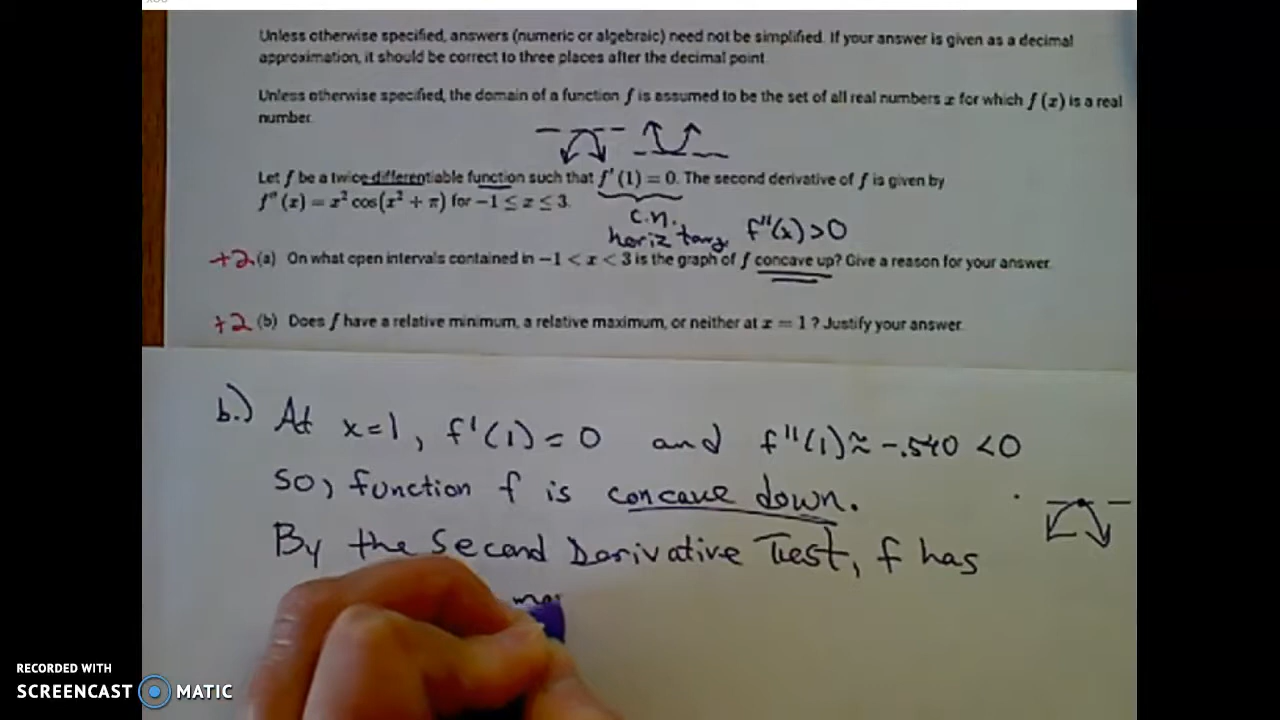 Unless otherwise specified, answers (numeric or algebraic) need not be simplified. If your answer is given as a decimal
approximation, it should be correct to three places after the decimal point.
Unless otherwise specified, the domain of a function f is assumed to be the set of all real numbers x for which f (x) is a real
number.
Let f be a twice-differentiable function such that f′ (1) = 0. The second derivative of f is given by
f″ (x) = x² cos(x² + π) for −1 ≤ x ≤ 3.
c.n.
horiz tang. f″(x) > 0
+2 (a) On what open intervals contained in −1 < x < 3 is the graph of f concave up? Give a reason for your answer.
+2 (b) Does f have a relative minimum, a relative maximum, or neither at x = 1 ? Justify your answer.
b.) At x=1, f'(1) = 0 and f''(1) ≈ -.540 < 0
So, function f is concave down.
By the Second Derivative Test, f has
RECORDED WITH
SCREENCAST MATIC